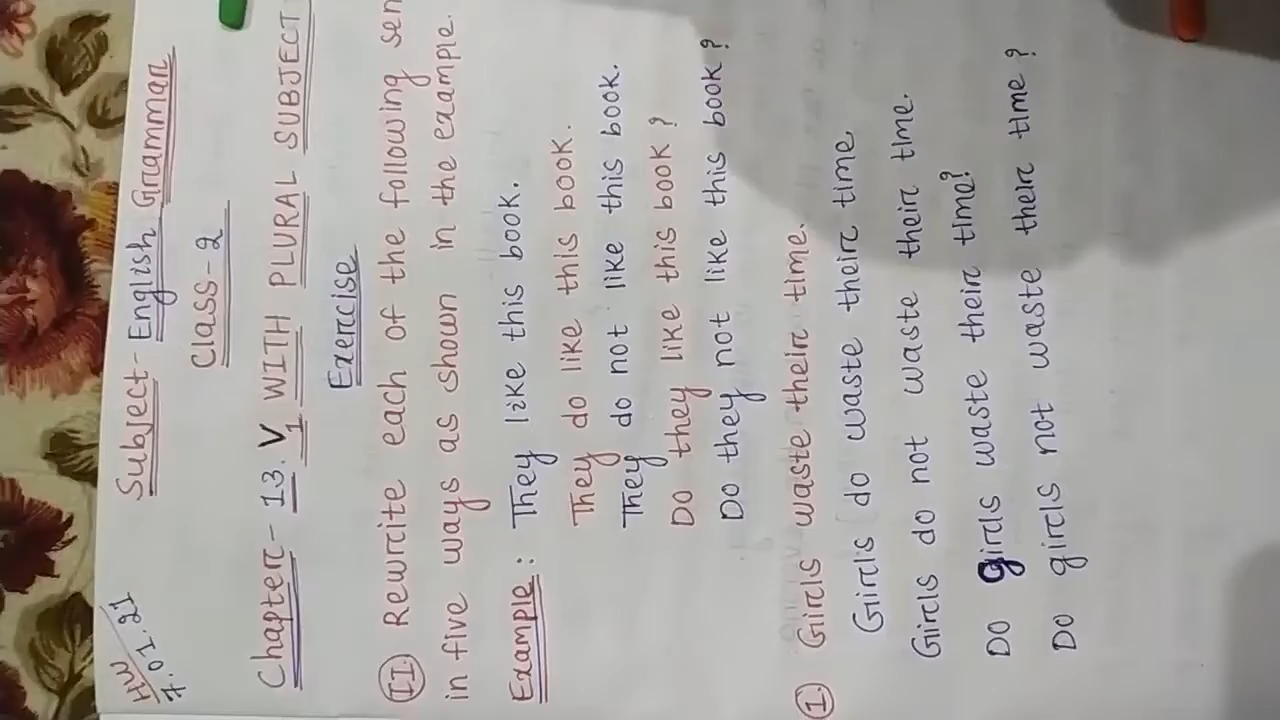 HW
7.01.21
Subject- English Grammar
Class-2
Chapter- 13. V1 WITH PLURAL SUBJECT
Exercise
II. Rewrite each of the following
in five ways as shown in the example.
Example: They like this book.
They do like this book.
They do not like this book.
Do they like this book?
Do they not like this book?
1. Girls waste their time.
Girls do waste their time
Girls do not waste their time.
Do girls waste their time?
Do girls not waste their time?